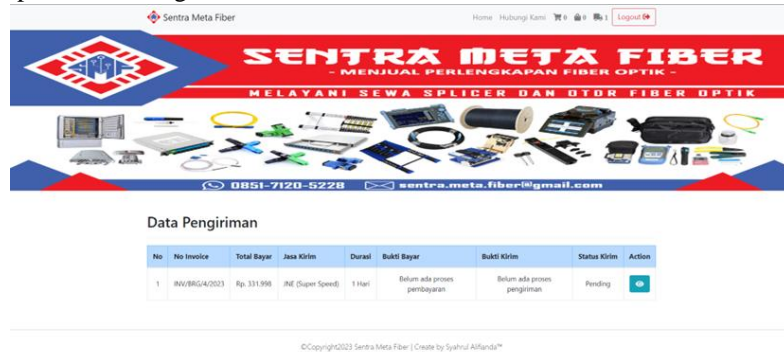 Sentra Meta Fiber
Home Hubungi Kami 0 0 1 Logout
SMF
SENTRA META FIBER
- MENJUAL PERLENGKAPAN FIBER OPTIK -
MELAYANI SEWA SPLICER DAN OTDR FIBER OPTIK
0851-7120-5228 sentra.meta.fiber@gmail.com
Data Pengiriman
No No Invoice Total Bayar Jasa Kirim Durasi Bukti Bayar Bukti Kirim Status Kirim Action
1 INV/BRG/4/2023 Rp. 331.998 JNE (Super Speed) 1 Hari Belum ada proses pembayaran Belum ada proses pengiriman Pending
©Copyright2023 Sentra Meta Fiber | Create by Syahrul Alfianda™